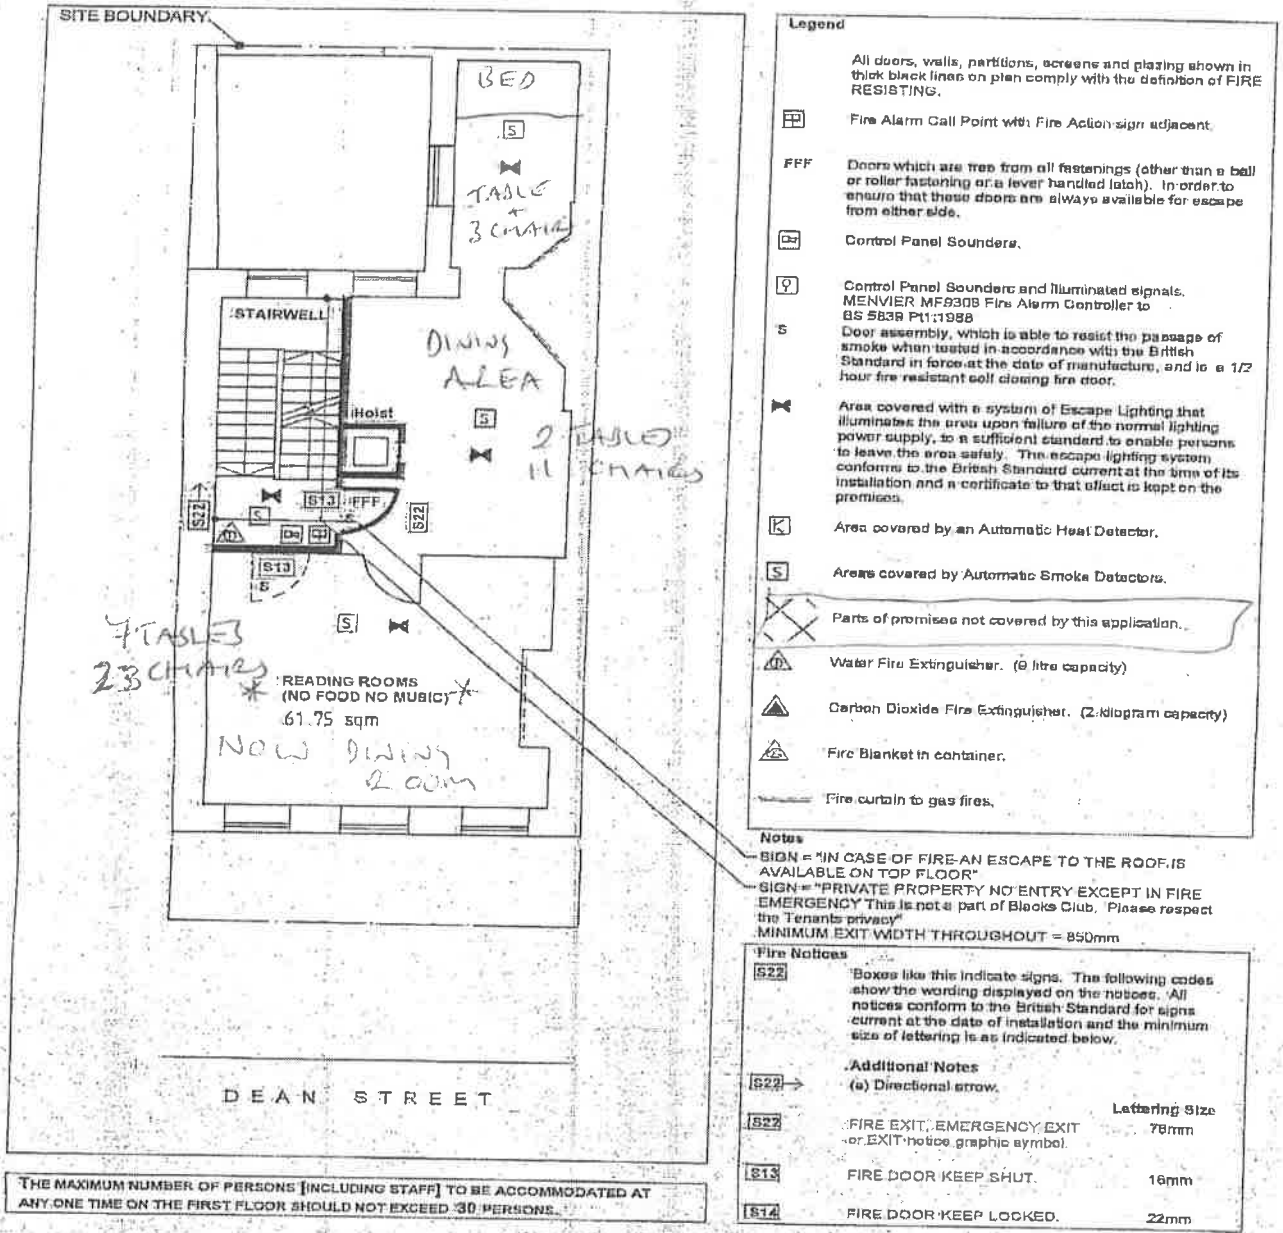 SITE BOUNDARY.
BED
S
TABLE
+
3 CHAIRS
STAIRWELL
DINING
AREA
Hoist
S
2 TABLES
11 CHAIRS
S22
S
S13
FFF
S
S22
S13
S
S
7 TABLES
23 CHAIRS
* READING ROOMS
(NO FOOD NO MUSIC) *
61.75 sqm
NOW DINING
ROOM
DEAN STREET
THE MAXIMUM NUMBER OF PERSONS [INCLUDING STAFF] TO BE ACCOMMODATED AT
ANY ONE TIME ON THE FIRST FLOOR SHOULD NOT EXCEED 30 PERSONS.
Legend
All doors, walls, partitions, screens and glazing shown in
thick black lines on plan comply with the definition of FIRE
RESISTING.
Fire Alarm Call Point with Fire Action sign adjacent.
FFF Doors which are free from all fastenings (other than a ball
or roller fastening or a lever handled latch). In order to
ensure that these doors are always available for escape
from either side.
Control Panel Sounders.
Control Panel Sounders and illuminated signals.
MENVIER MF9308 Fire Alarm Controller to
BS 5839 Pt1:1988
S Door assembly, which is able to resist the passage of
smoke when tested in accordance with the British
Standard in force at the date of manufacture, and is a 1/2
hour fire resistant self closing fire door.
Area covered with a system of Escape Lighting that
illuminates the area upon failure of the normal lighting
power supply, to a sufficient standard to enable persons
to leave the area safely. The escape lighting system
conforms to the British Standard current at the time of its
installation and a certificate to that effect is kept on the
premises.
Area covered by an Automatic Heat Detector.
S Areas covered by Automatic Smoke Detectors.
Parts of premises not covered by this application.
Water Fire Extinguisher. (9 litre capacity)
Carbon Dioxide Fire Extinguisher. (2 kilogram capacity)
Fire Blanket in container.
Fire curtain to gas fires.
Notes
SIGN = "IN CASE OF FIRE AN ESCAPE TO THE ROOF IS
AVAILABLE ON TOP FLOOR"
SIGN = "PRIVATE PROPERTY NO ENTRY EXCEPT IN FIRE
EMERGENCY This is not a part of Blacks Club. Please respect
the Tenants privacy"
MINIMUM EXIT WIDTH THROUGHOUT = 850mm
Fire Notices
S22 Boxes like this indicate signs. The following codes
show the wording displayed on the notices. All
notices conform to the British Standard for signs
current at the date of installation and the minimum
size of lettering is as indicated below.
Additional Notes
S22 (a) Directional arrow.
Lettering Size
S22 FIRE EXIT, EMERGENCY EXIT 76mm
or EXIT notice graphic symbol.
S13 FIRE DOOR KEEP SHUT. 16mm
S14 FIRE DOOR KEEP LOCKED. 22mm